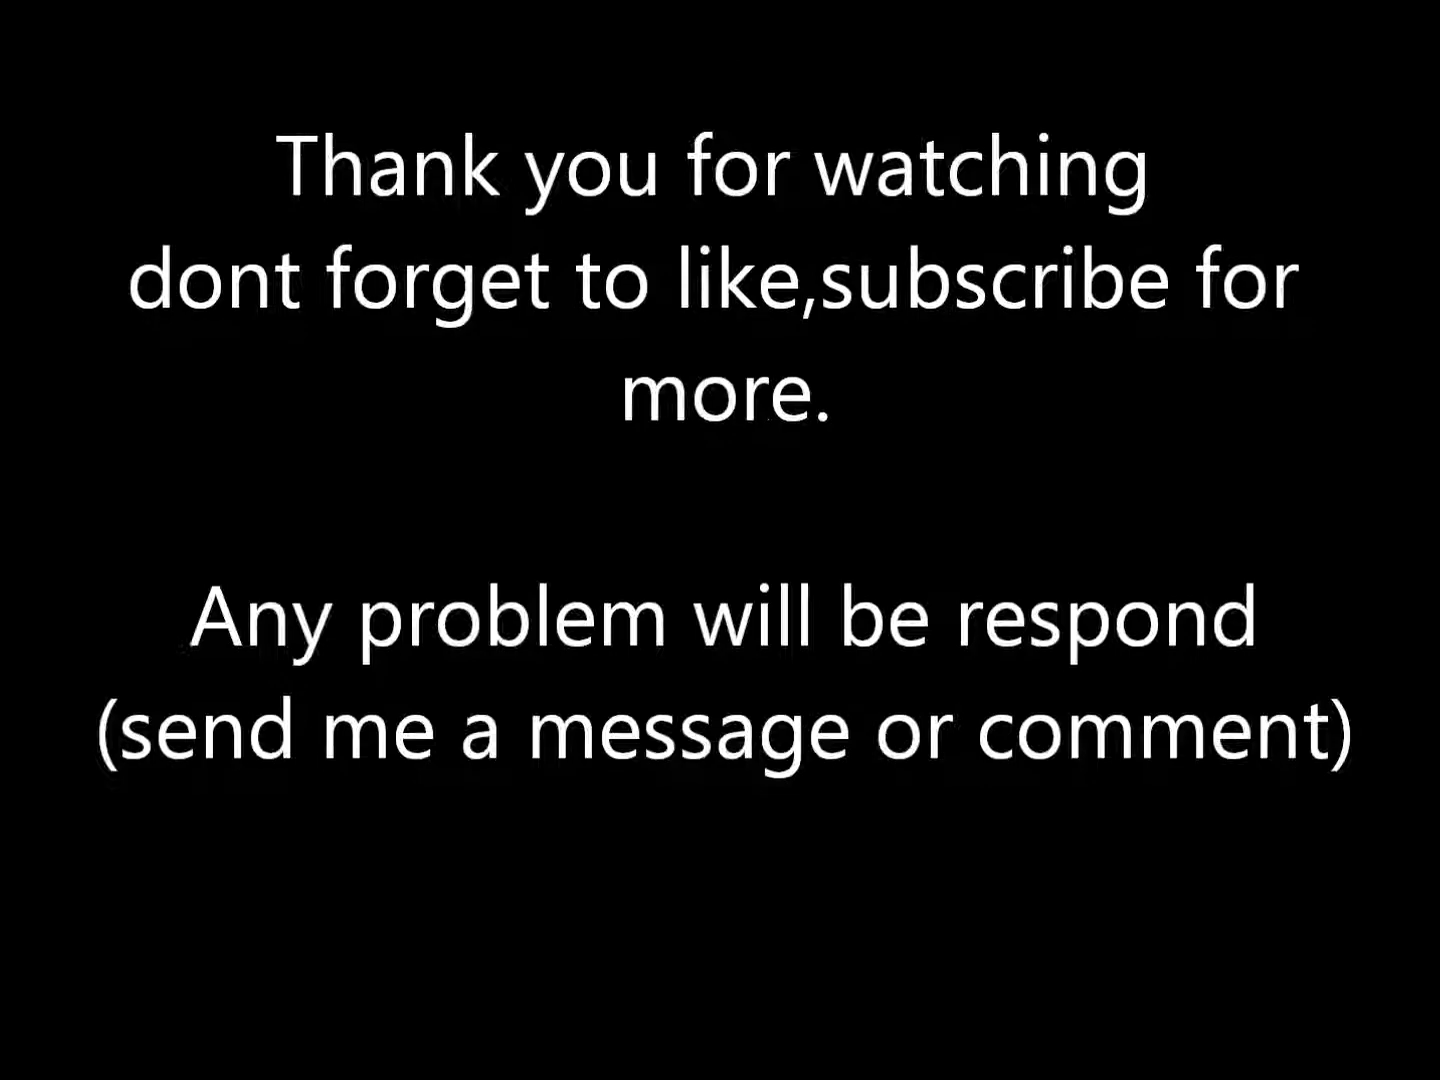 Thank you for watching
dont forget to like,subscribe for
more.
Any problem will be respond
(send me a message or comment)